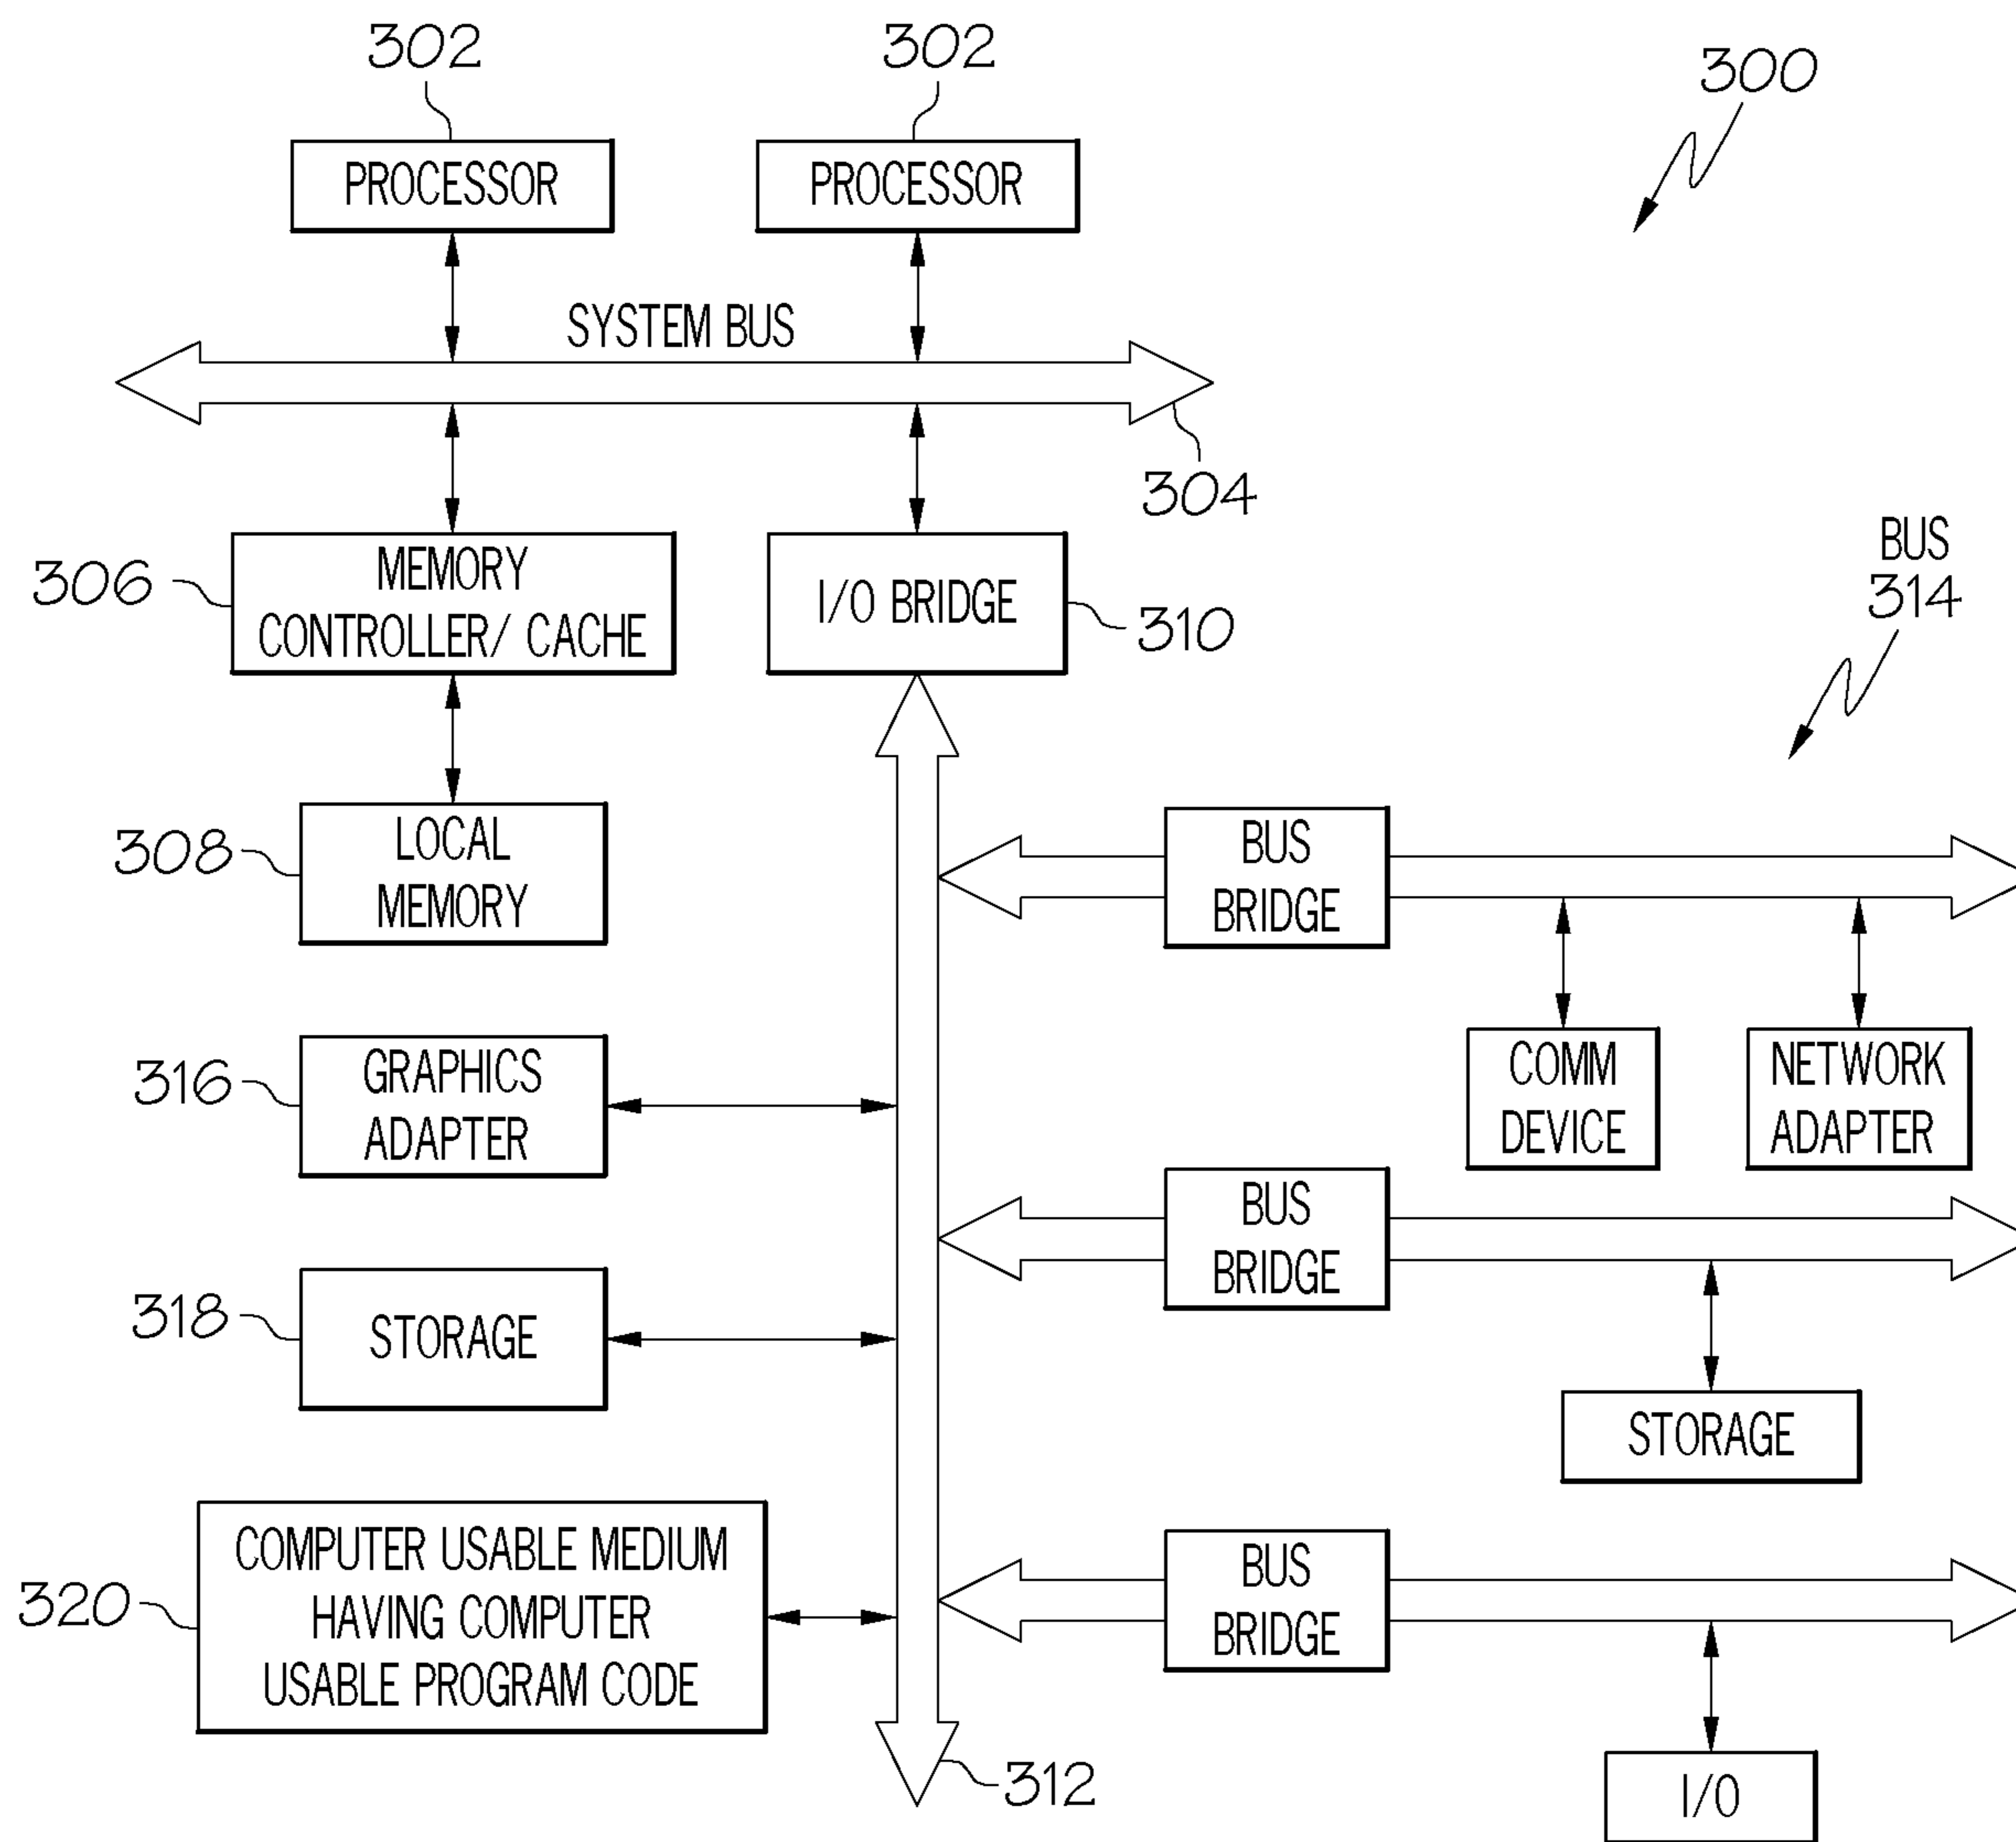 302
302
300
PROCESSOR
PROCESSOR
SYSTEM BUS
304
306
MEMORY
CONTROLLER/ CACHE
I/O BRIDGE
310
BUS
314
308
LOCAL
MEMORY
BUS
BRIDGE
316
GRAPHICS
ADAPTER
COMM
DEVICE
NETWORK
ADAPTER
BUS
BRIDGE
318
STORAGE
STORAGE
320
COMPUTER USABLE MEDIUM
HAVING COMPUTER
USABLE PROGRAM CODE
BUS
BRIDGE
312
I/O